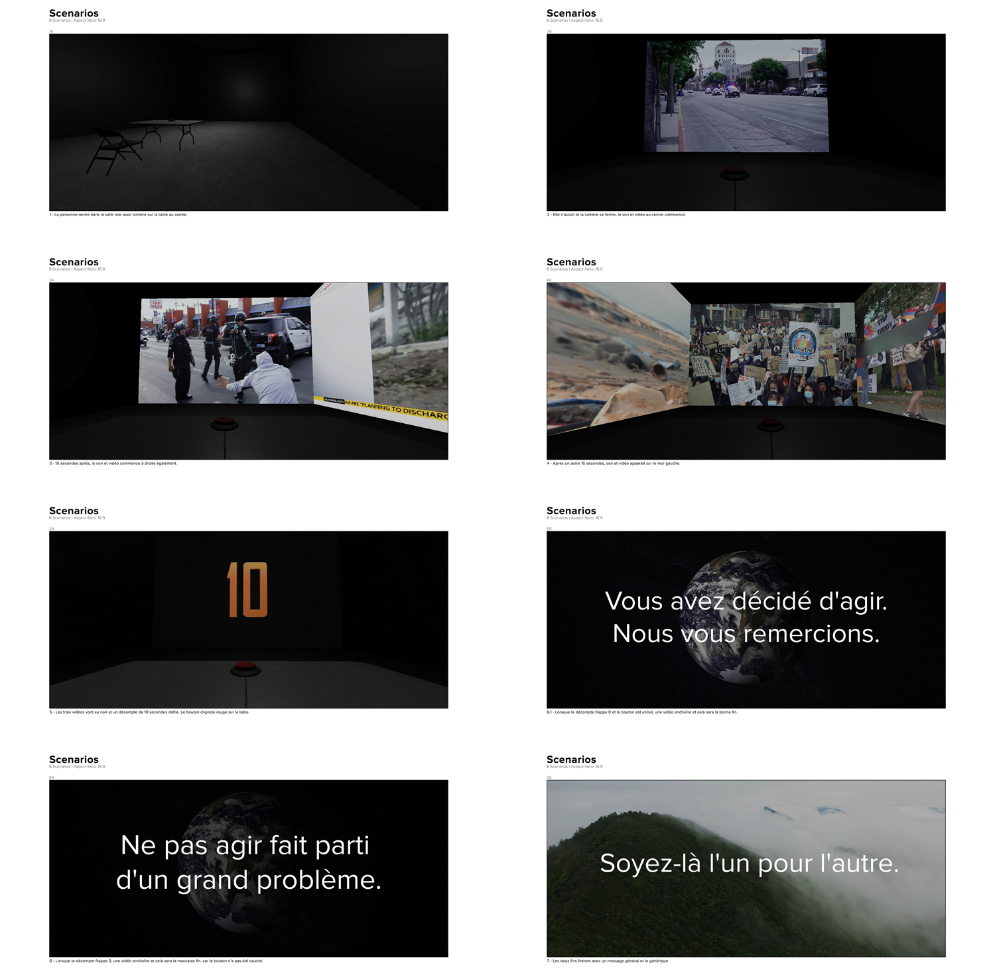 Scenarios
8 Scenarios I Aspect Ratio: 16:9
1A
1 - La personne rentre dans la salle noir avec lumière sur la table au centre.
Scenarios
8 Scenarios I Aspect Ratio: 16:9
2A
2 - Elle s'assoit et la lumière se ferme, le son et vidéo au centre commence.
Scenarios
8 Scenarios I Aspect Ratio: 16:9
3A
ARE "PLANNING TO DISCHARG
3 - 15 secondes après, le son et vidéo commence à droite également.
Scenarios
8 Scenarios I Aspect Ratio: 16:9
4A
4 - Après un autre 15 secondes, son et vidéo apparaît sur le mur gauche.
Scenarios
8 Scenarios I Aspect Ratio: 16:9
5A
10
5 - Les trois vidéos vont au noir et un décompte de 10 secondes défile. Le bouton clignote rouge sur la table.
Scenarios
8 Scenarios I Aspect Ratio: 16:9
6B
Vous avez décidé d'agir.
Nous vous remercions.
6.1 - Lorsque le décompte frappe 0 et le bouton est utilisé, une vidéo enchaîne et cela sera la bonne fin.
Scenarios
8 Scenarios I Aspect Ratio: 16:9
6A
Ne pas agir fait parti
d'un grand problème.
6 - Lorsque le décompte frappe 0, une vidéo enchaîne et cela sera la mauvaise fin, car le bouton n'a pas été touché.
Scenarios
8 Scenarios I Aspect Ratio: 16:9
7A
Soyez-là l'un pour l'autre.
7 - Les deux fins finiront avec un message général et le générique.